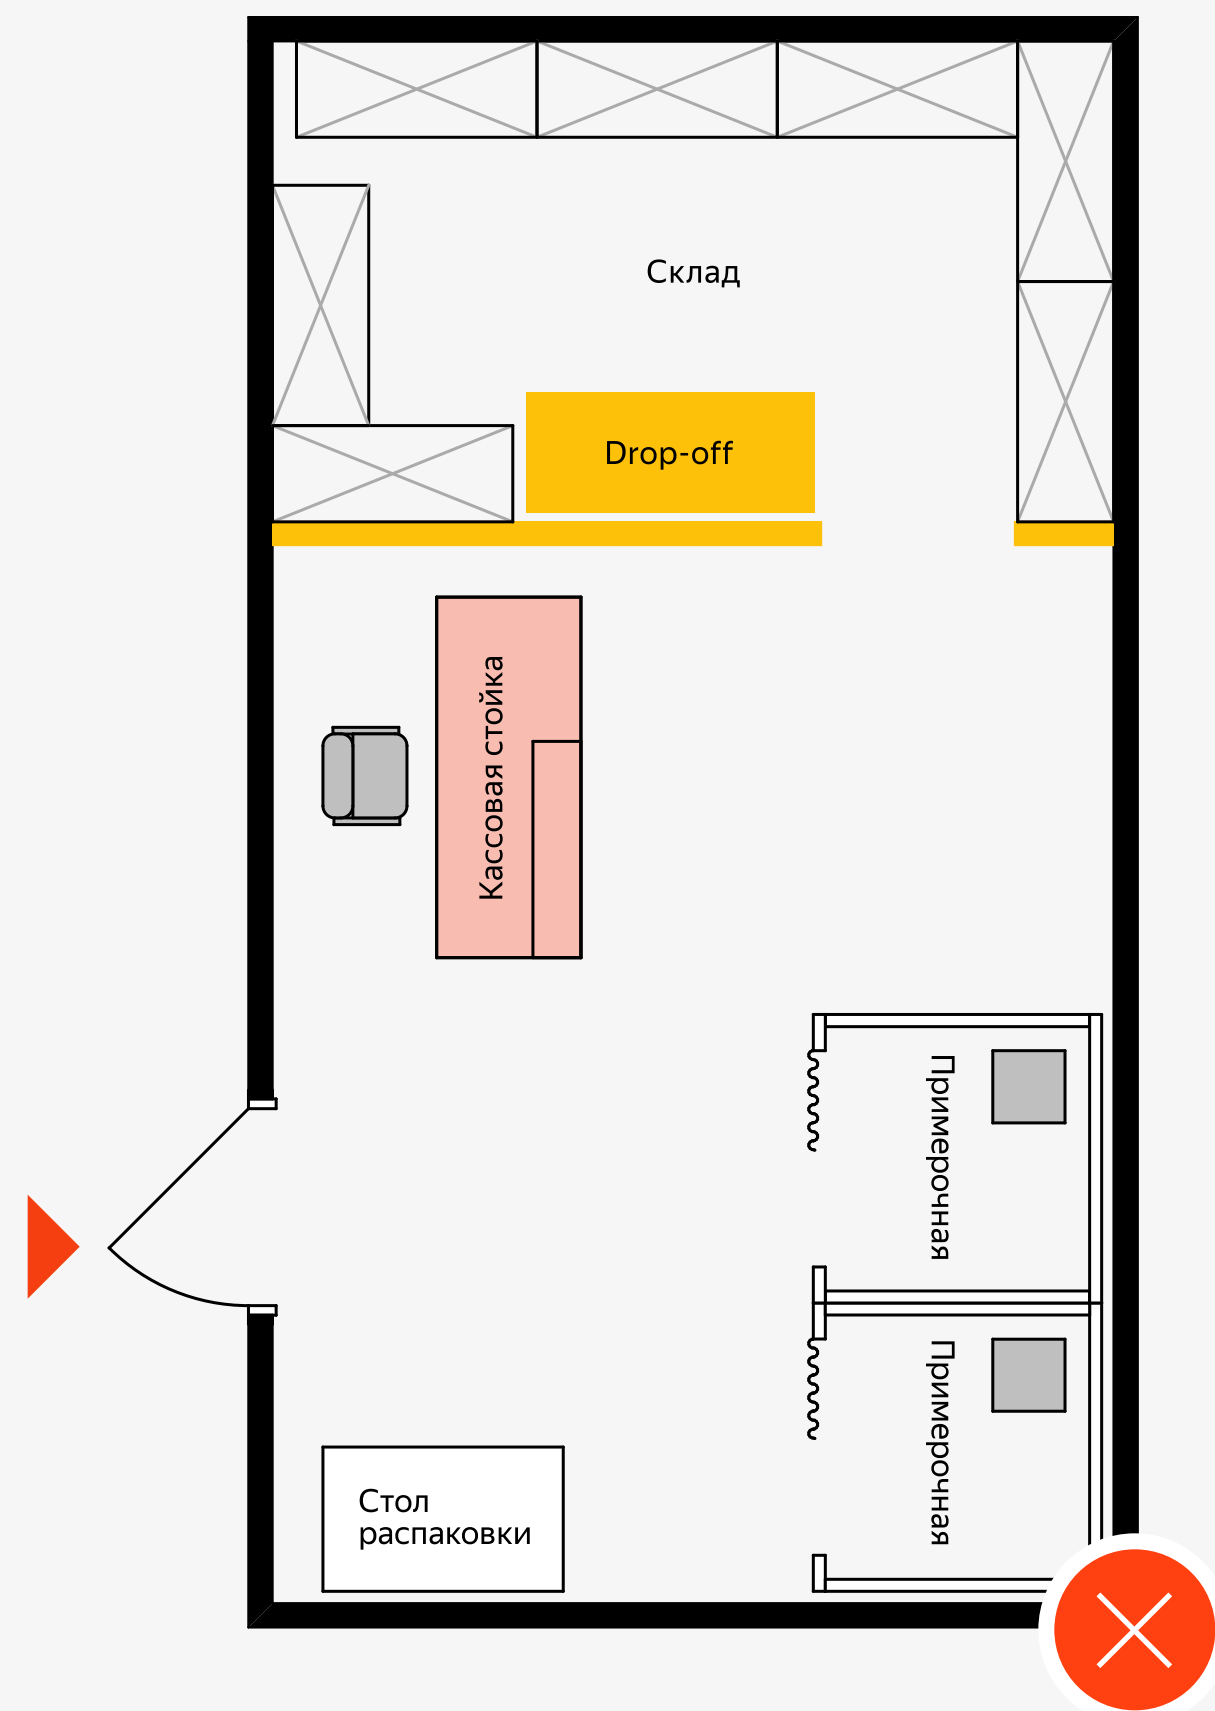 Склад
Drop-off
Кассовая стойка
Примерочная
Примерочная
Стол
распаковки